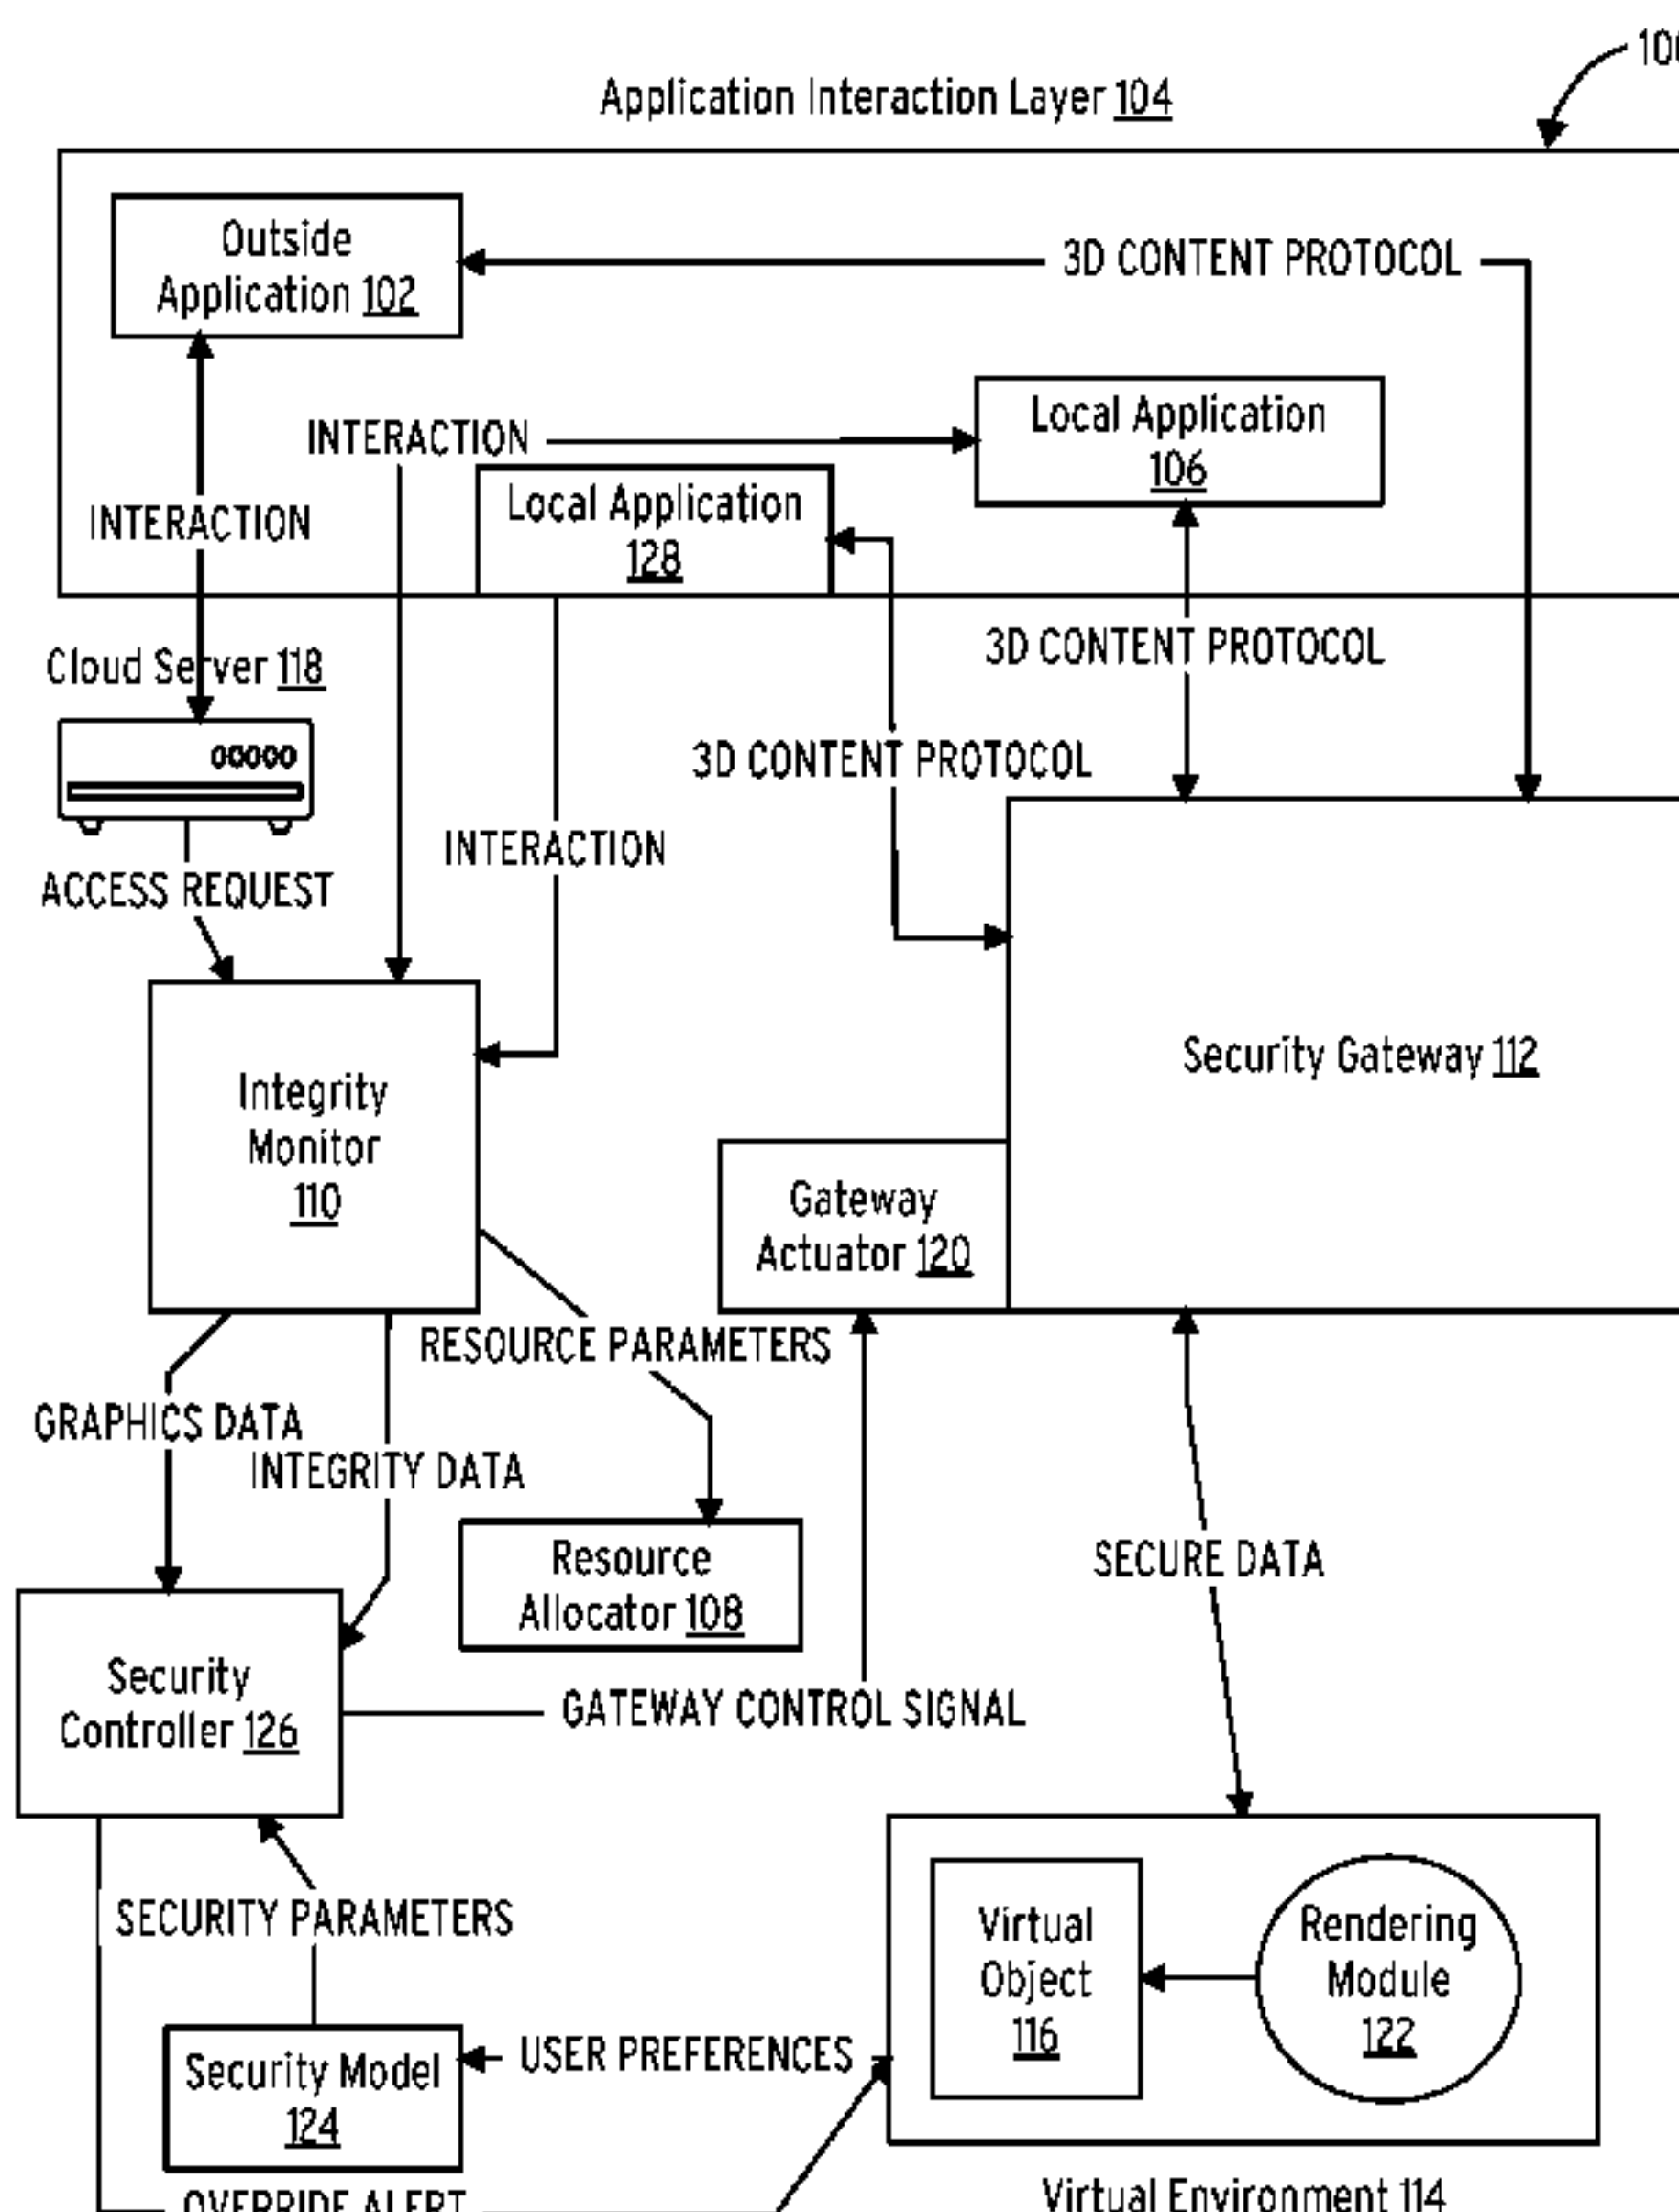 100
Application Interaction Layer 104
Outside
Application 102
3D CONTENT PROTOCOL
Local Application
106
INTERACTION
Local Application
128
INTERACTION
3D CONTENT PROTOCOL
Cloud Server 118
3D CONTENT PROTOCOL
INTERACTION
ACCESS REQUEST
Security Gateway 112
Integrity
Monitor
110
Gateway
Actuator 120
RESOURCE PARAMETERS
GRAPHICS DATA
INTEGRITY DATA
SECURE DATA
Resource
Allocator 108
Security
Controller 126
GATEWAY CONTROL SIGNAL
SECURITY PARAMETERS
Virtual
Object
116
Rendering
Module
122
USER PREFERENCES
Security Model
124
OVERRIDE ALERT
Virtual Environment 114